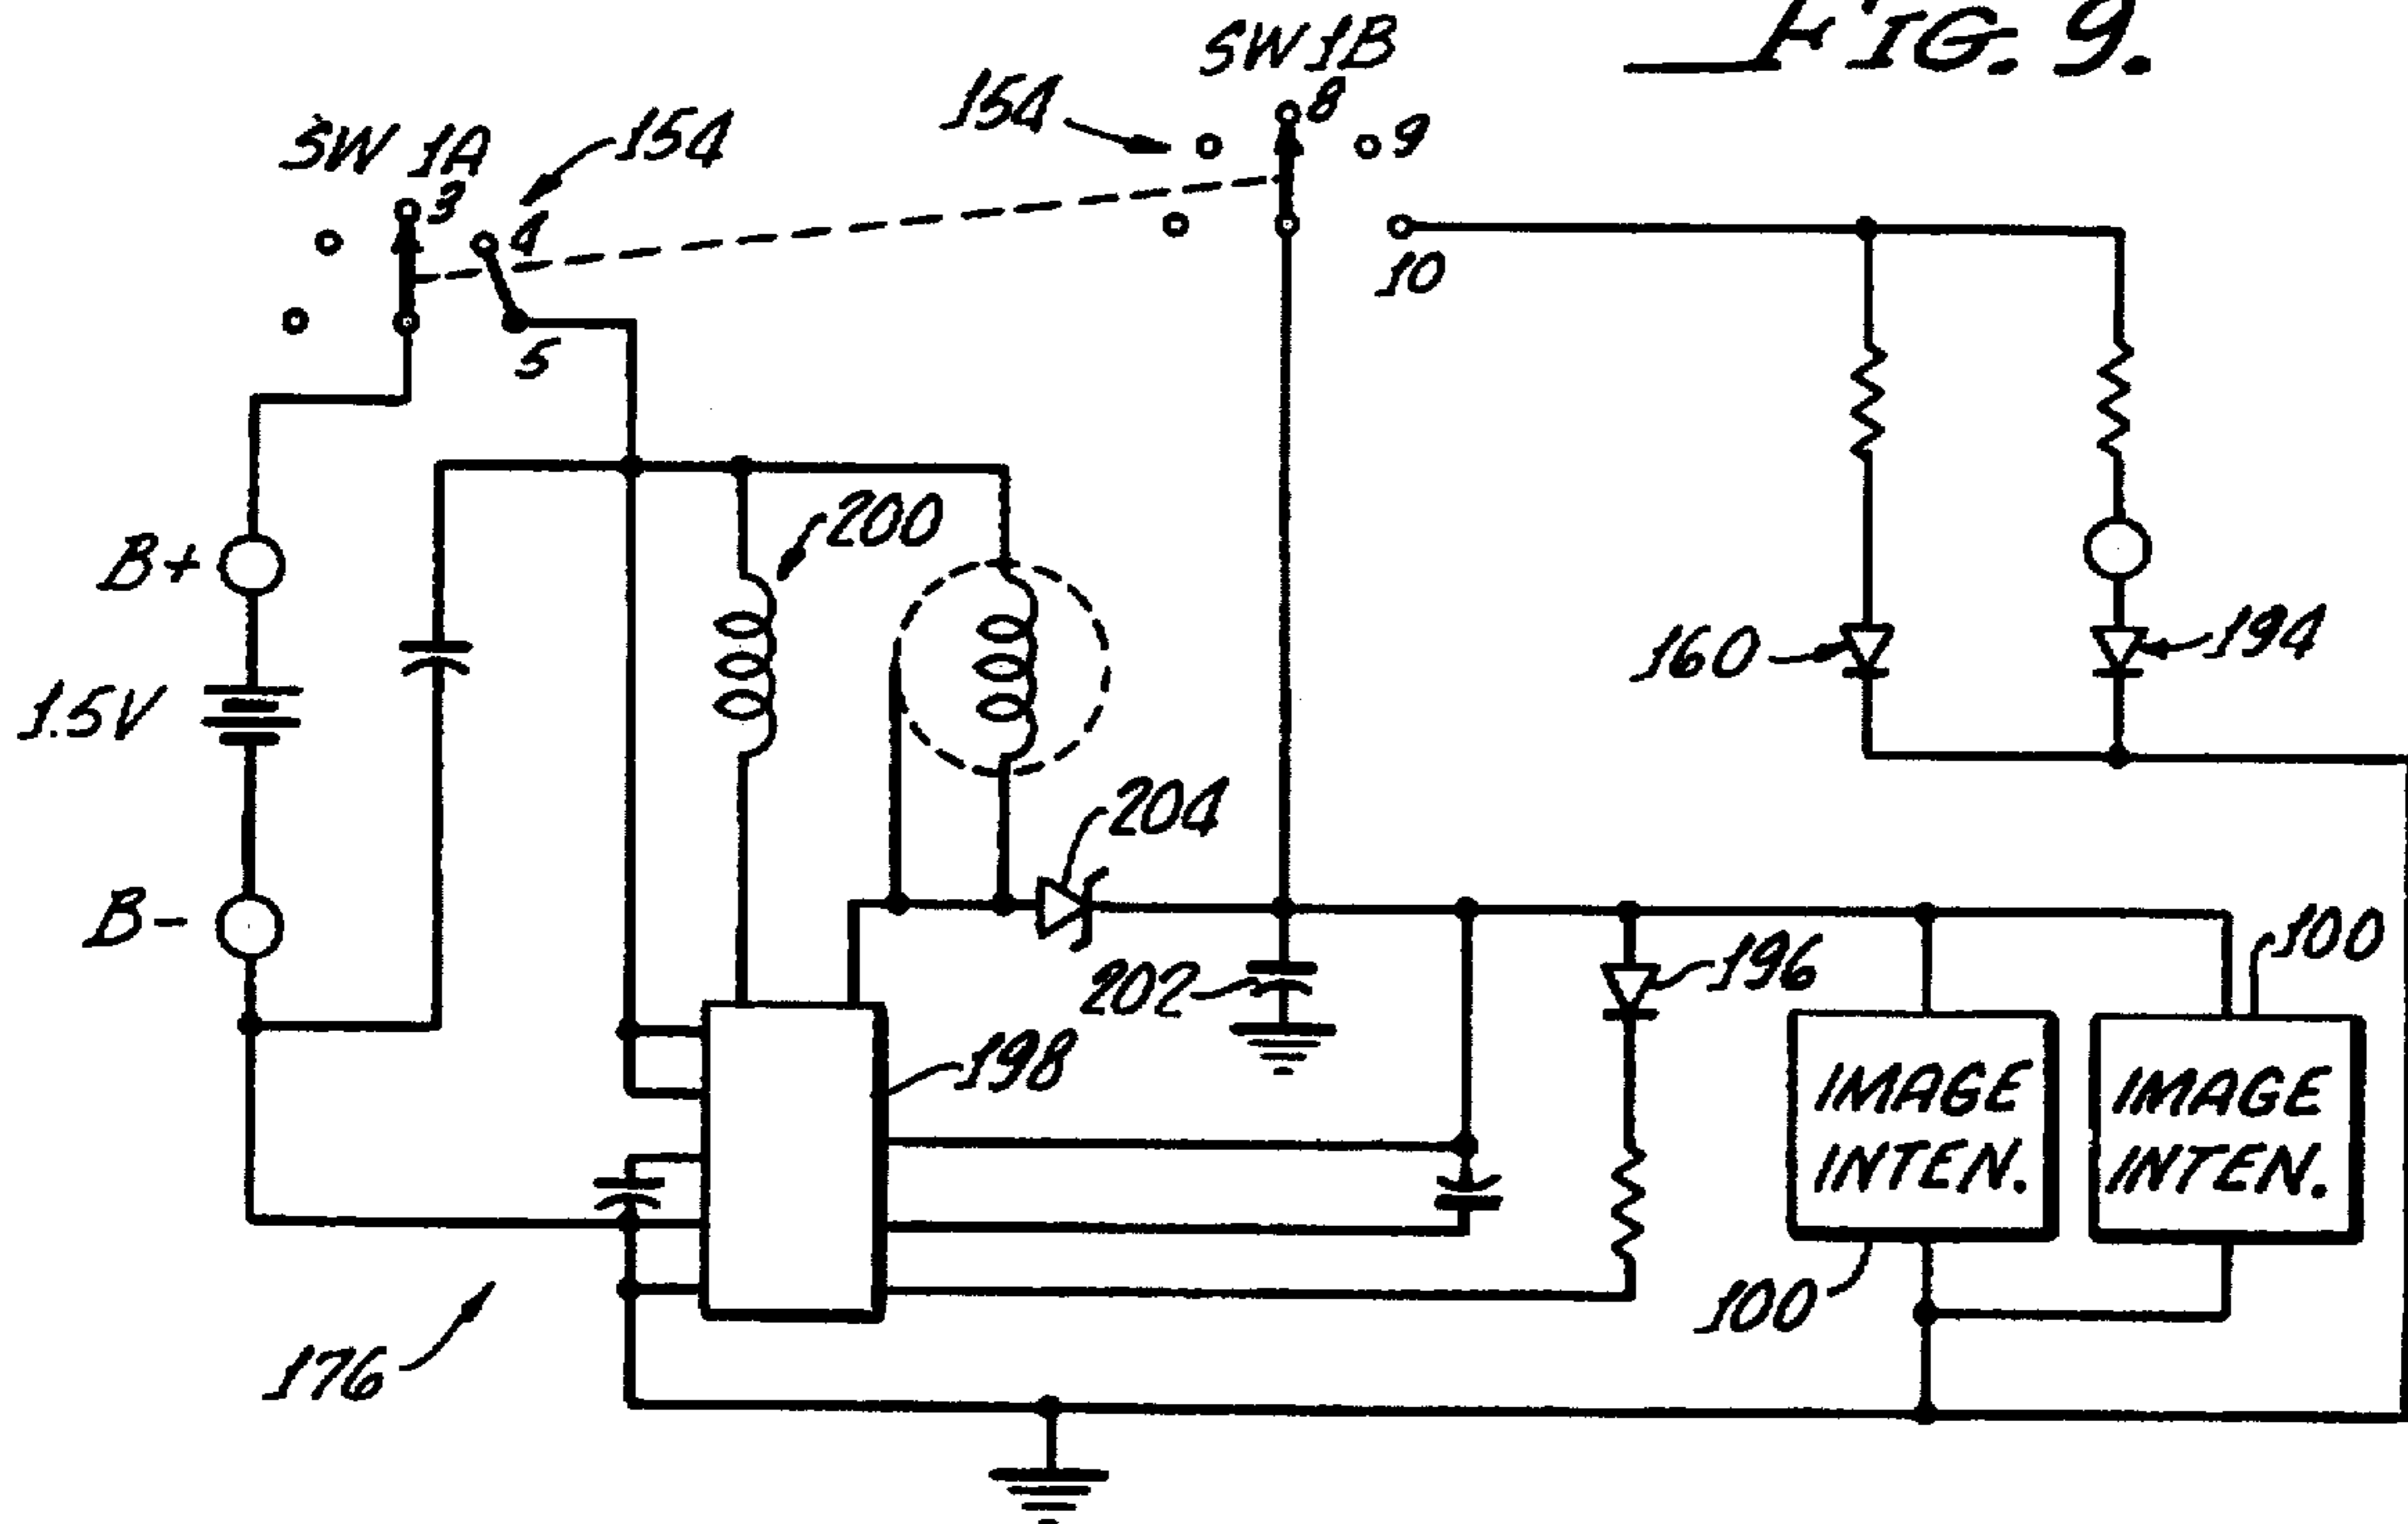 FIG. 9.
SW 1B
8
154
9
SW 1A
154
3
4
10
5
200
B+
160
194
1.5V
204
B-
100
202
196
198
IMAGE
INTEN.
IMAGE
INTEN.
100
176